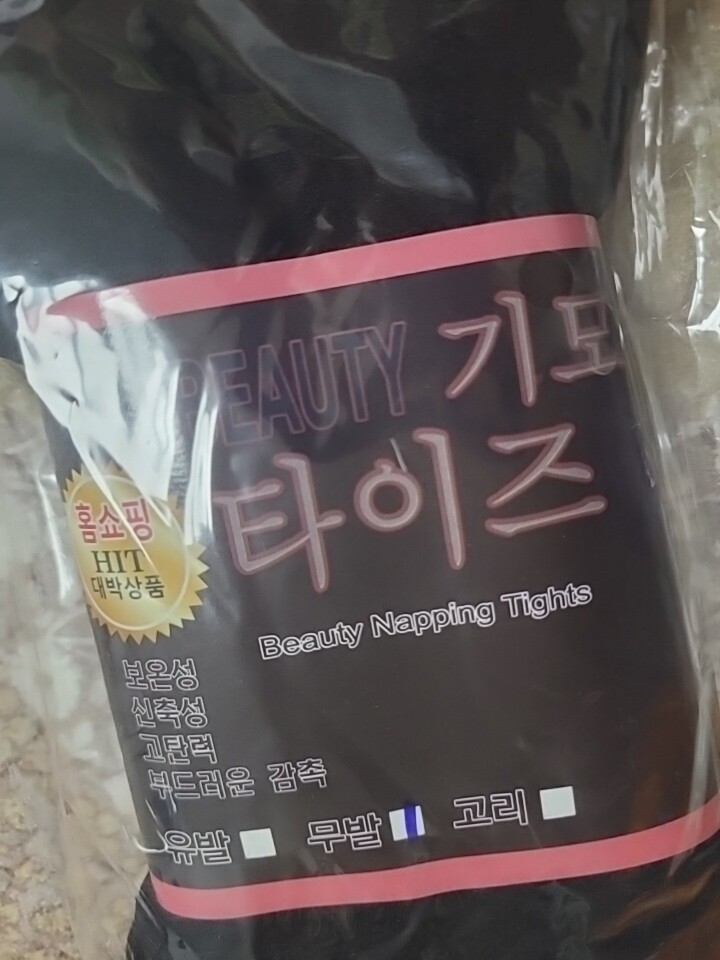 BEAUTY 기모
타이즈
홈쇼핑
HIT
대박상품
Beauty Napping Tights
보온성
신축성
고탄력
부드러운 감촉
유발 무발 고리